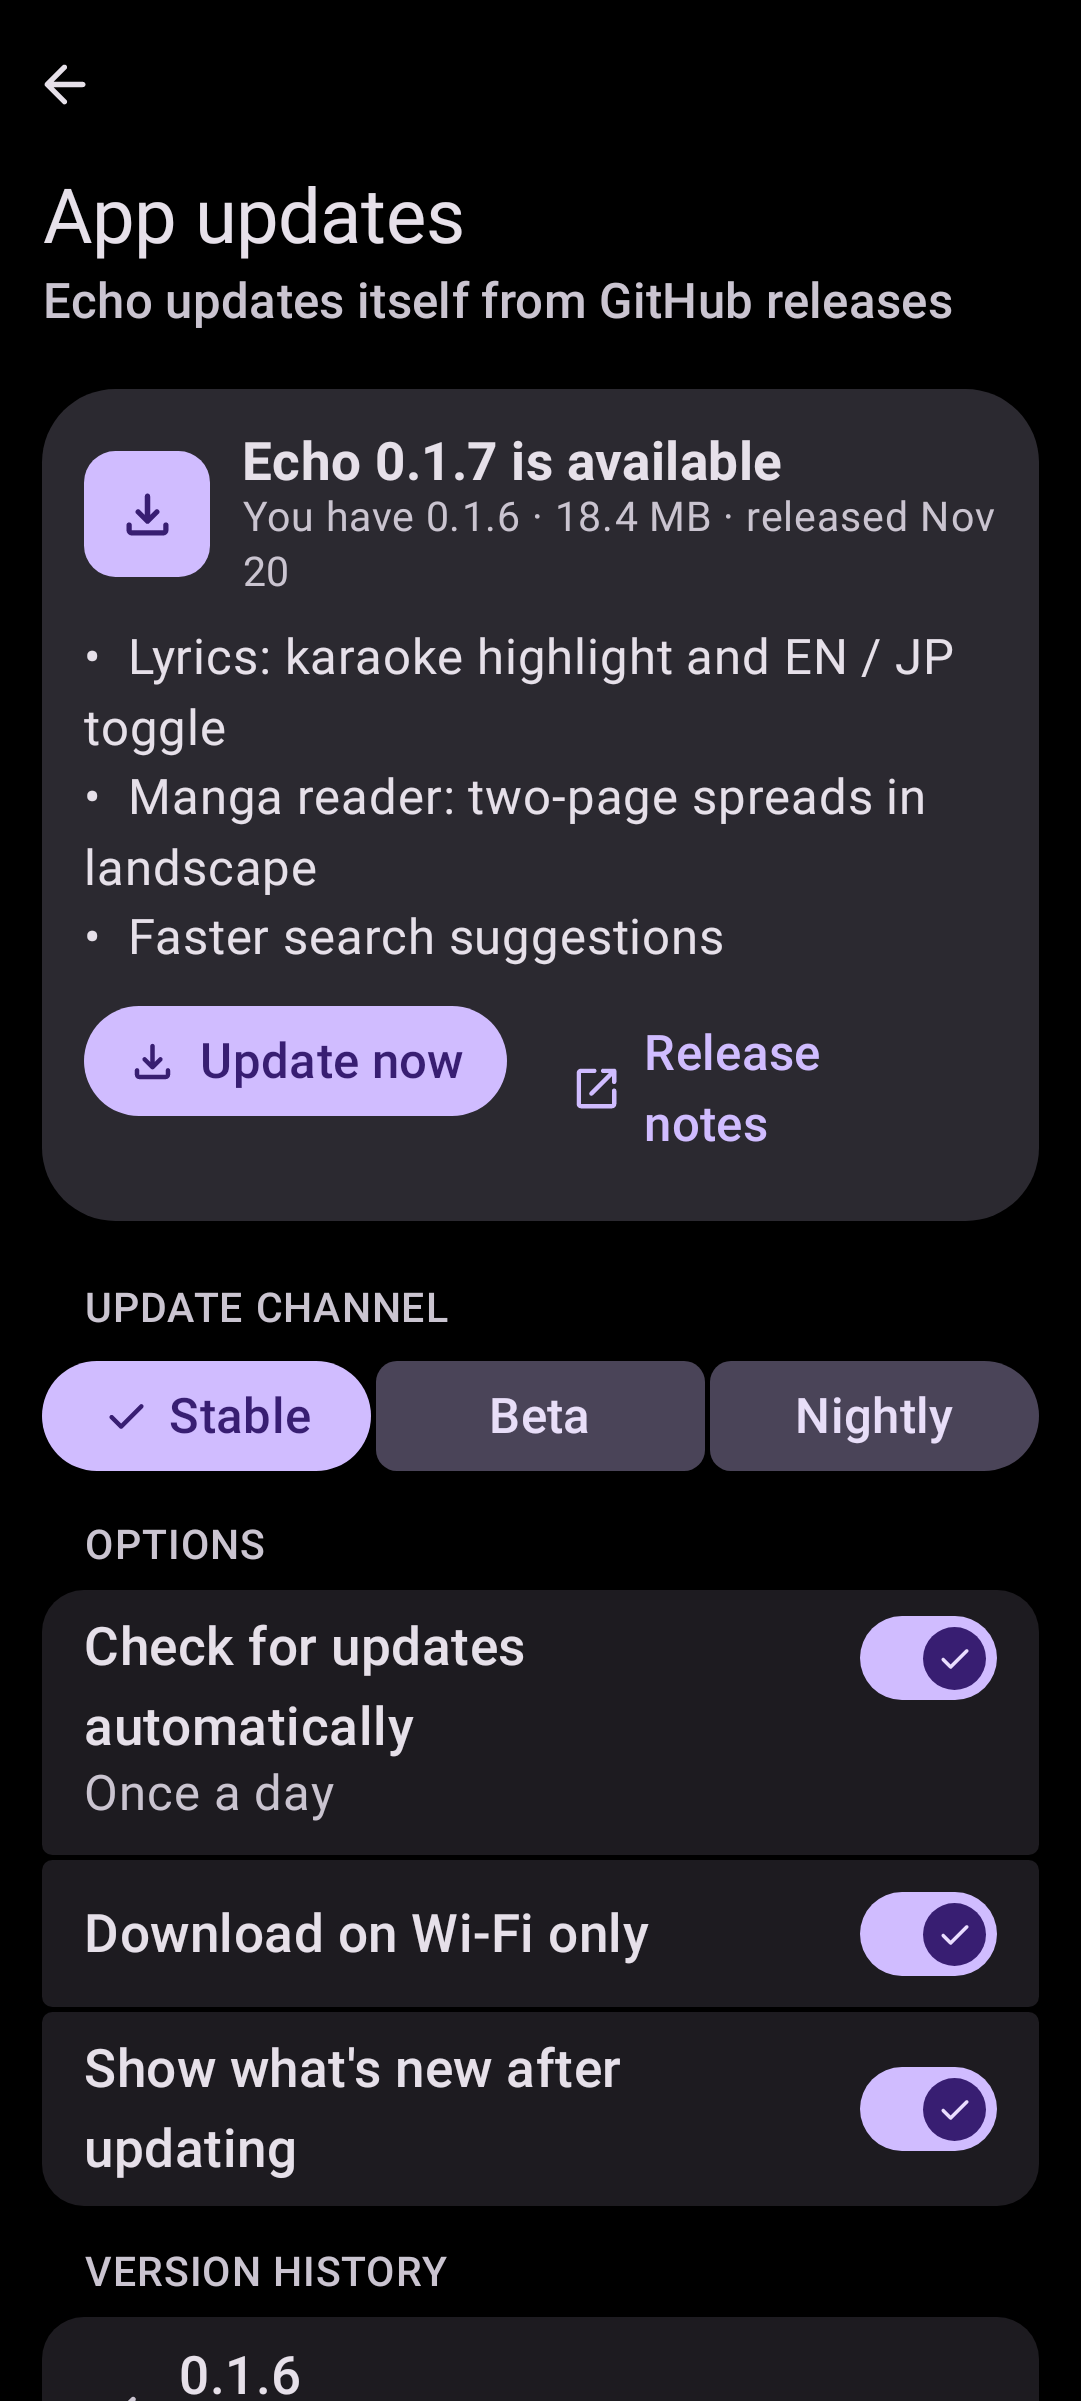 App updates
Echo updates itself from GitHub releases
Echo 0.1.7 is available
You have 0.1.6 · 18.4 MB · released Nov
20
• Lyrics: karaoke highlight and EN / JP
toggle
• Manga reader: two-page spreads in
landscape
• Faster search suggestions
Update now
Release
notes
UPDATE CHANNEL
Stable
Beta
Nightly
OPTIONS
Check for updates
automatically
Once a day
Download on Wi-Fi only
Show what's new after
updating
VERSION HISTORY
0.1.6